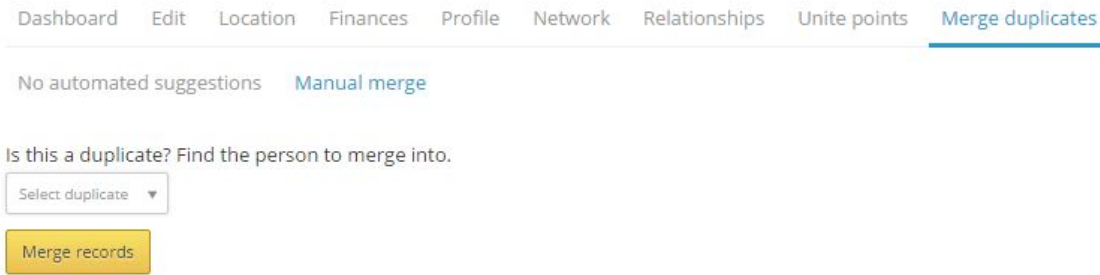 Dashboard Edit Location Finances Profile Network Relationships Unite points Merge duplicates
No automated suggestions Manual merge
Is this a duplicate? Find the person to merge into.
Select duplicate
Merge records